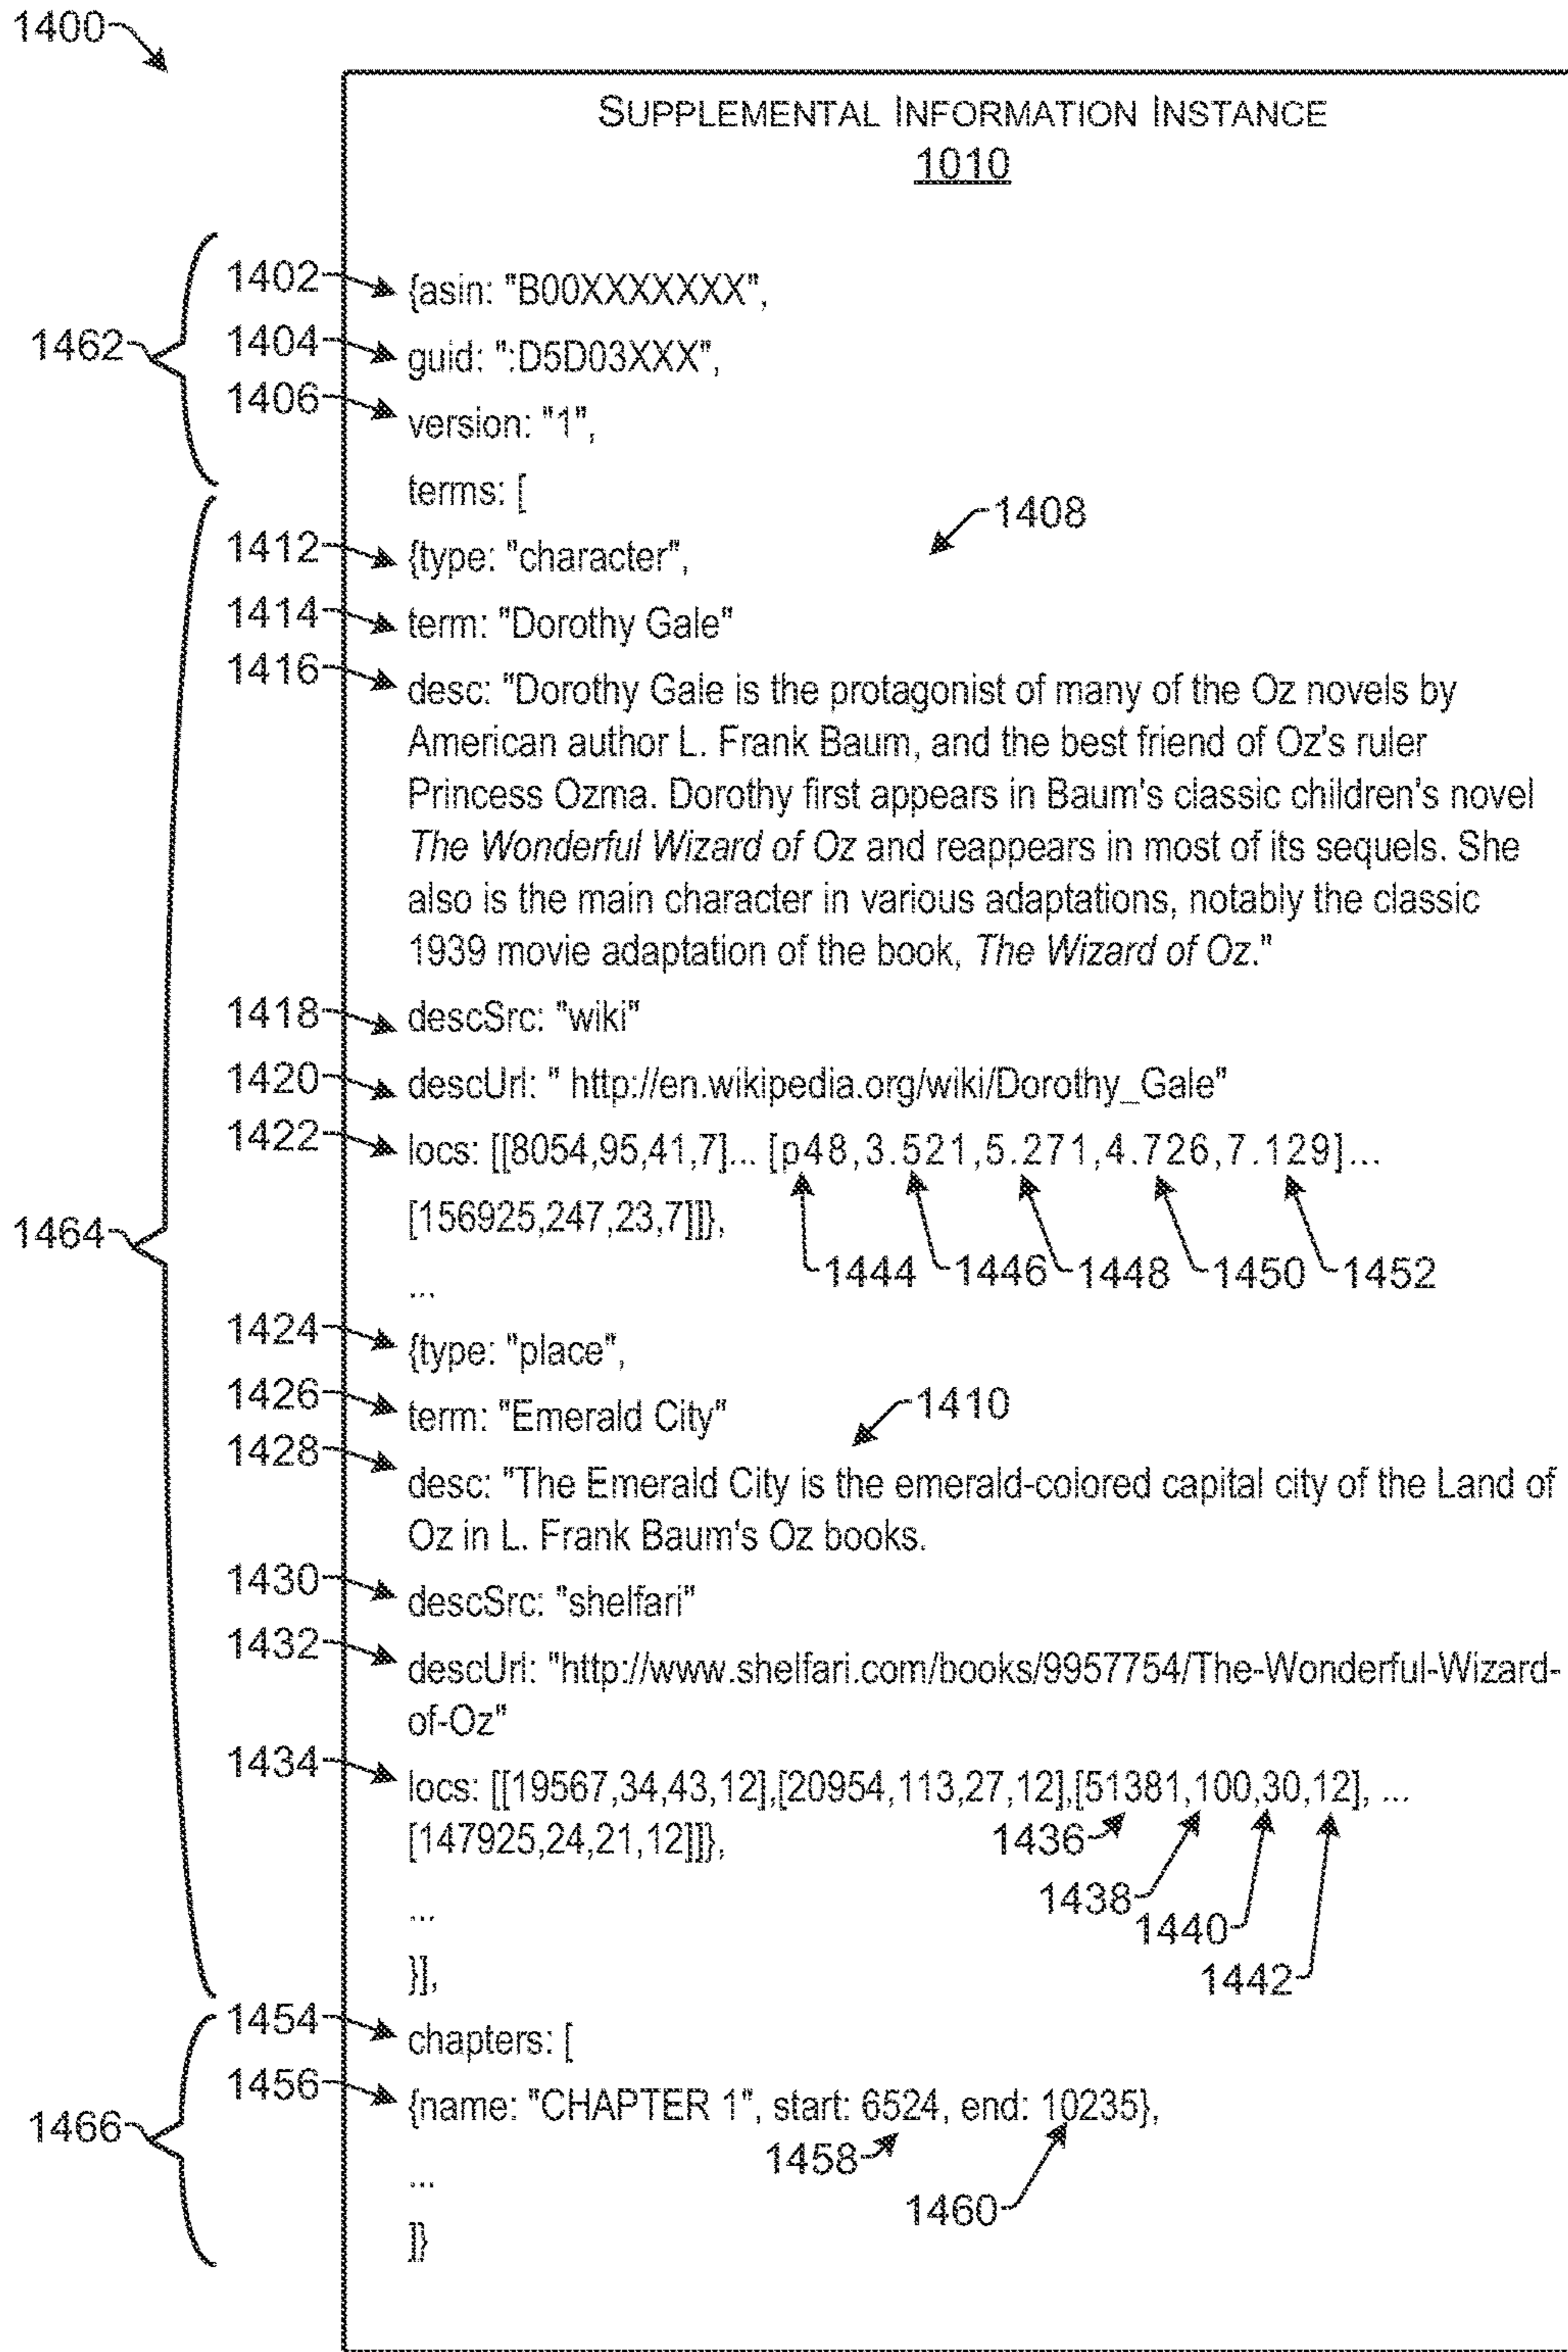 1400
SUPPLEMENTAL INFORMATION INSTANCE
1010
1462
1402 {asin: "B00XXXXXXX",
1404 guid: ":D5D03XXX",
1406 version: "1",
terms: [
1408
1412 {type: "character",
1414 term: "Dorothy Gale"
1416 desc: "Dorothy Gale is the protagonist of many of the Oz novels by
American author L. Frank Baum, and the best friend of Oz's ruler
Princess Ozma. Dorothy first appears in Baum's classic children's novel
The Wonderful Wizard of Oz and reappears in most of its sequels. She
also is the main character in various adaptations, notably the classic
1939 movie adaptation of the book, The Wizard of Oz."
1418 descSrc: "wiki"
1420 descUrl: " http://en.wikipedia.org/wiki/Dorothy_Gale"
1422 locs: [[8054,95,41,7]... [p48,3.521,5.271,4.726,7.129]...
1464 [156925,247,23,7]]},
1444 1446 1448 1450 1452
...
1424 {type: "place",
1426 term: "Emerald City"
1410
1428 desc: "The Emerald City is the emerald-colored capital city of the Land of
Oz in L. Frank Baum's Oz books.
1430 descSrc: "shelfari"
1432 descUrl: "http://www.shelfari.com/books/9957754/The-Wonderful-Wizard-
of-Oz"
1434 locs: [[19567,34,43,12],[20954,113,27,12],[51381,100,30,12], ...
[147925,24,21,12]]},
1436
1438
1440
1442
...
}],
1454 chapters: [
1456 {name: "CHAPTER 1", start: 6524, end: 10235},
1466
1458
...
1460
]}